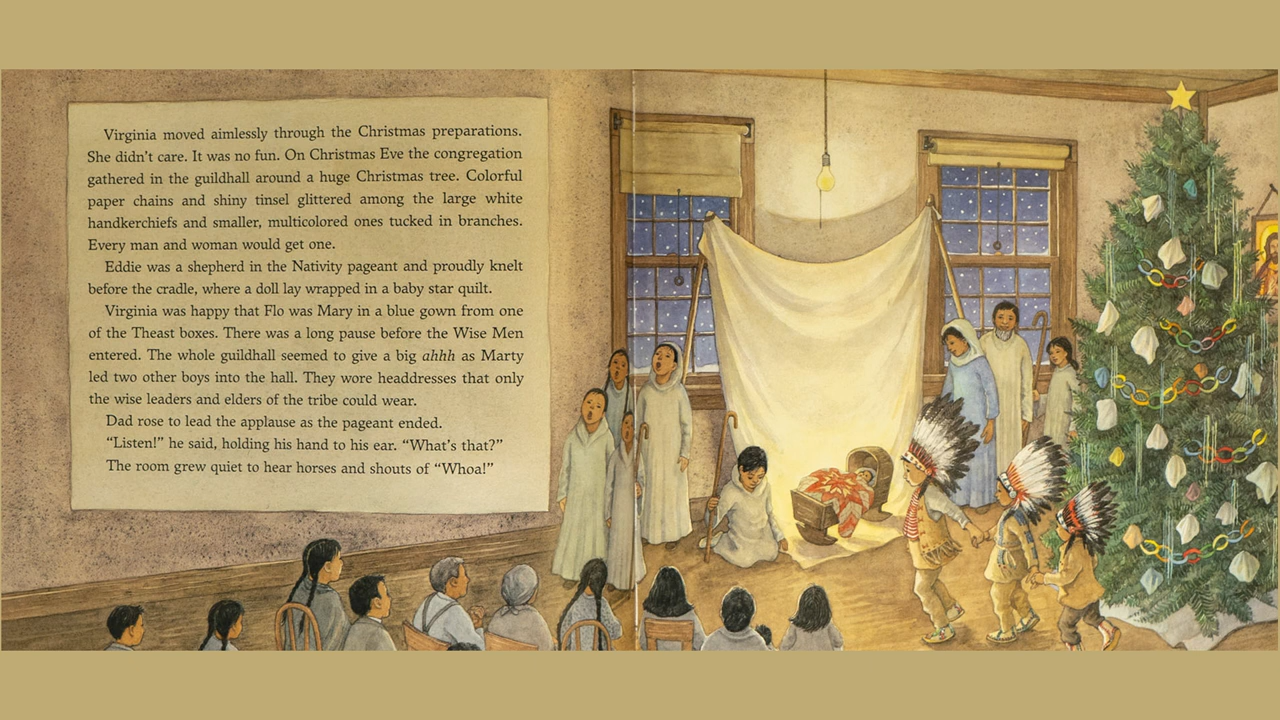 Virginia moved aimlessly through the Christmas preparations.
She didn't care. It was no fun. On Christmas Eve the congregation
gathered in the guildhall around a huge Christmas tree. Colorful
paper chains and shiny tinsel glittered among the large white
handkerchiefs and smaller, multicolored ones tucked in branches.
Every man and woman would get one.
Eddie was a shepherd in the Nativity pageant and proudly knelt
before the cradle, where a doll lay wrapped in a baby star quilt.
Virginia was happy that Flo was Mary in a blue gown from one
of the Theast boxes. There was a long pause before the Wise Men
entered. The whole guildhall seemed to give a big ahhh as Marty
led two other boys into the hall. They wore headdresses that only
the wise leaders and elders of the tribe could wear.
Dad rose to lead the applause as the pageant ended.
“Listen!” he said, holding his hand to his ear. “What's that?”
The room grew quiet to hear horses and shouts of “Whoa!”